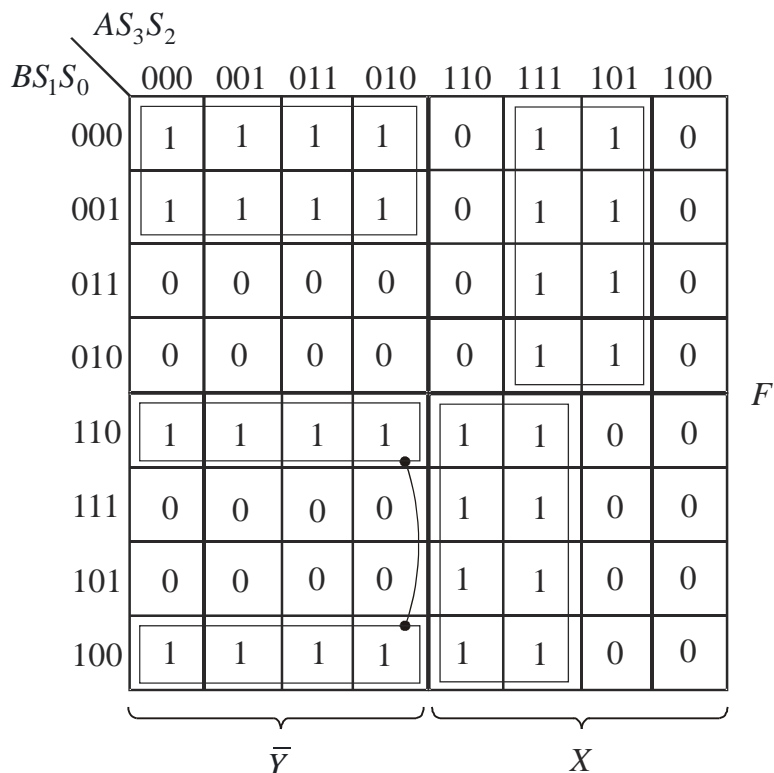 AS₃S₂
BS₁S₀ 000 001 011 010 110 111 101 100
000 1 1 1 1 0 1 1 0
001 1 1 1 1 0 1 1 0
011 0 0 0 0 0 1 1 0
010 0 0 0 0 0 1 1 0
F
110 1 1 1 1 1 1 0 0
111 0 0 0 0 1 1 0 0
101 0 0 0 0 1 1 0 0
100 1 1 1 1 1 1 0 0
Y̅ X